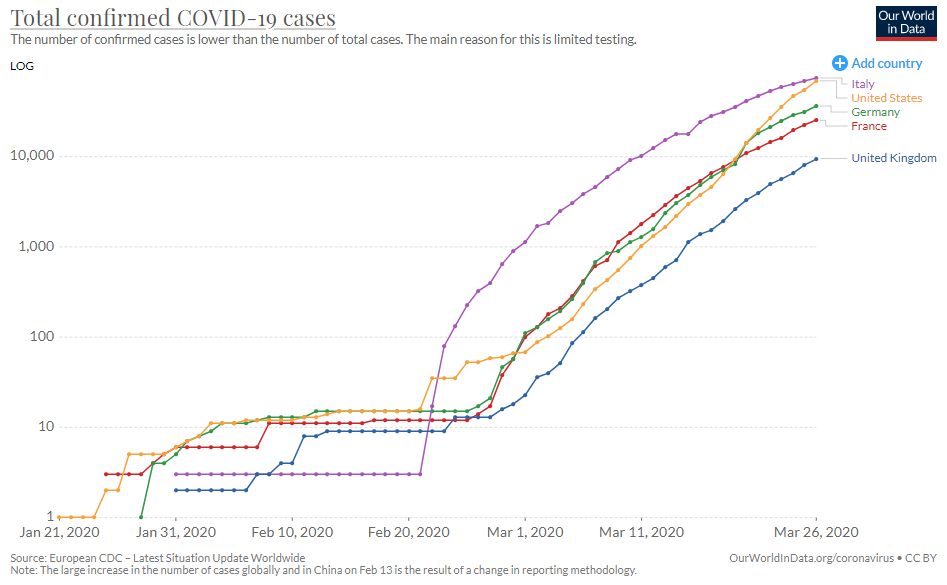 Total confirmed COVID-19 cases
Our World
in Data
The number of confirmed cases is lower than the number of total cases. The main reason for this is limited testing.
LOG
Add country
Italy
United States
Germany
France
United Kingdom
10,000
1,000
100
10
1
Jan 21, 2020 Jan 31, 2020 Feb 10, 2020 Feb 20, 2020 Mar 1, 2020 Mar 11, 2020 Mar 26, 2020
Source: European CDC – Latest Situation Update Worldwide
OurWorldInData.org/coronavirus • CC BY
Note: The large increase in the number of cases globally and in China on Feb 13 is the result of a change in reporting methodology.